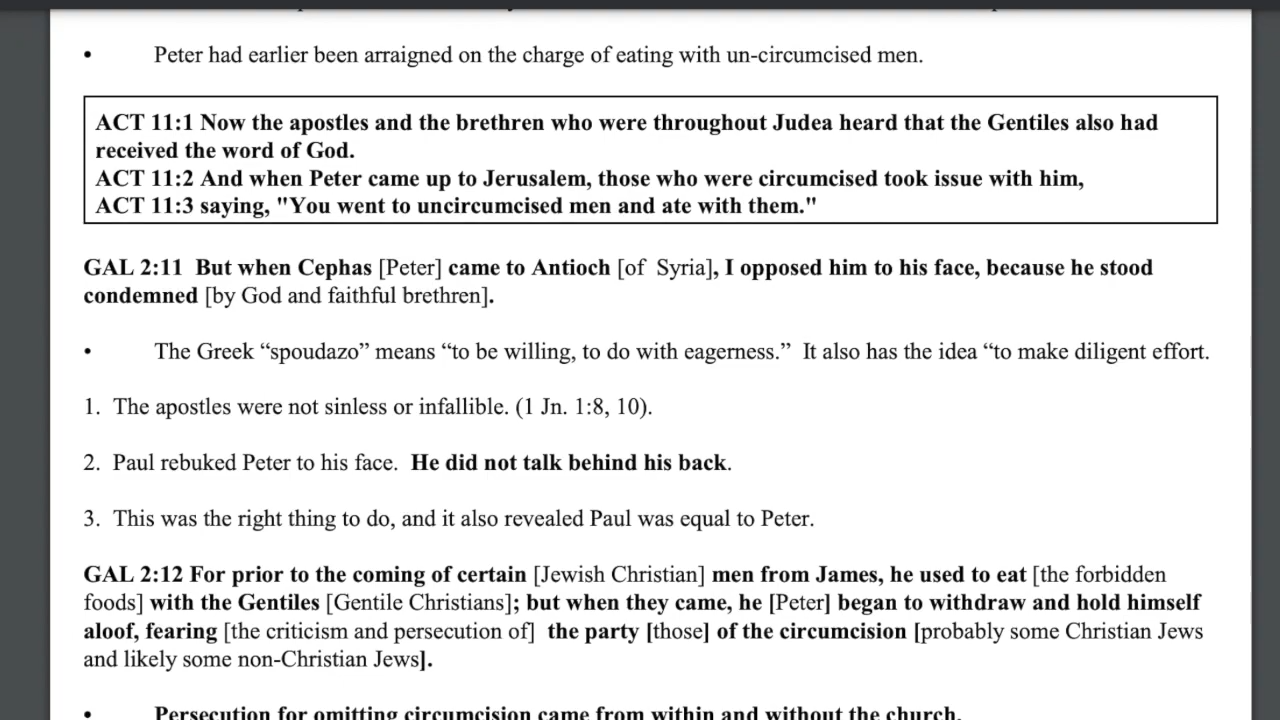 • Peter had earlier been arraigned on the charge of eating with un-circumcised men.
ACT 11:1 Now the apostles and the brethren who were throughout Judea heard that the Gentiles also had
received the word of God.
ACT 11:2 And when Peter came up to Jerusalem, those who were circumcised took issue with him,
ACT 11:3 saying, "You went to uncircumcised men and ate with them."
GAL 2:11 But when Cephas [Peter] came to Antioch [of Syria], I opposed him to his face, because he stood
condemned [by God and faithful brethren].
• The Greek “spoudazo” means “to be willing, to do with eagerness.” It also has the idea “to make diligent effort.
1. The apostles were not sinless or infallible. (1 Jn. 1:8, 10).
2. Paul rebuked Peter to his face. He did not talk behind his back.
3. This was the right thing to do, and it also revealed Paul was equal to Peter.
GAL 2:12 For prior to the coming of certain [Jewish Christian] men from James, he used to eat [the forbidden
foods] with the Gentiles [Gentile Christians]; but when they came, he [Peter] began to withdraw and hold himself
aloof, fearing [the criticism and persecution of] the party [those] of the circumcision [probably some Christian Jews
and likely some non-Christian Jews].
• Persecution for omitting circumcision came from within and without the church.